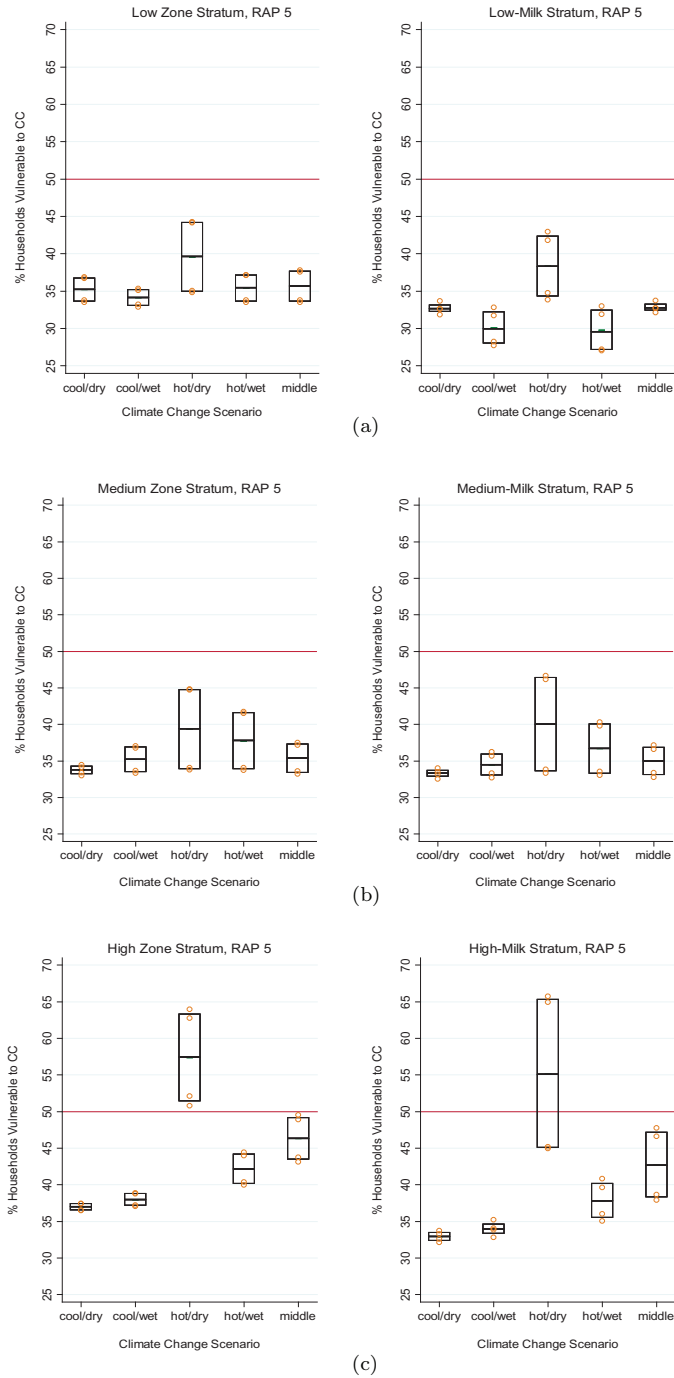 Low Zone Stratum, RAP 5
% Households Vulnerable to CC
70
65
60
55
50
45
40
35
30
25
cool/dry cool/wet hot/dry hot/wet middle
Climate Change Scenario
Low-Milk Stratum, RAP 5
% Households Vulnerable to CC
70
65
60
55
50
45
40
35
30
25
cool/dry cool/wet hot/dry hot/wet middle
Climate Change Scenario
(a)
Medium Zone Stratum, RAP 5
% Households Vulnerable to CC
70
65
60
55
50
45
40
35
30
25
cool/dry cool/wet hot/dry hot/wet middle
Climate Change Scenario
Medium-Milk Stratum, RAP 5
% Households Vulnerable to CC
70
65
60
55
50
45
40
35
30
25
cool/dry cool/wet hot/dry hot/wet middle
Climate Change Scenario
(b)
High Zone Stratum, RAP 5
% Households Vulnerable to CC
70
65
60
55
50
45
40
35
30
25
cool/dry cool/wet hot/dry hot/wet middle
Climate Change Scenario
High-Milk Stratum, RAP 5
% Households Vulnerable to CC
70
65
60
55
50
45
40
35
30
25
cool/dry cool/wet hot/dry hot/wet middle
Climate Change Scenario
(c)